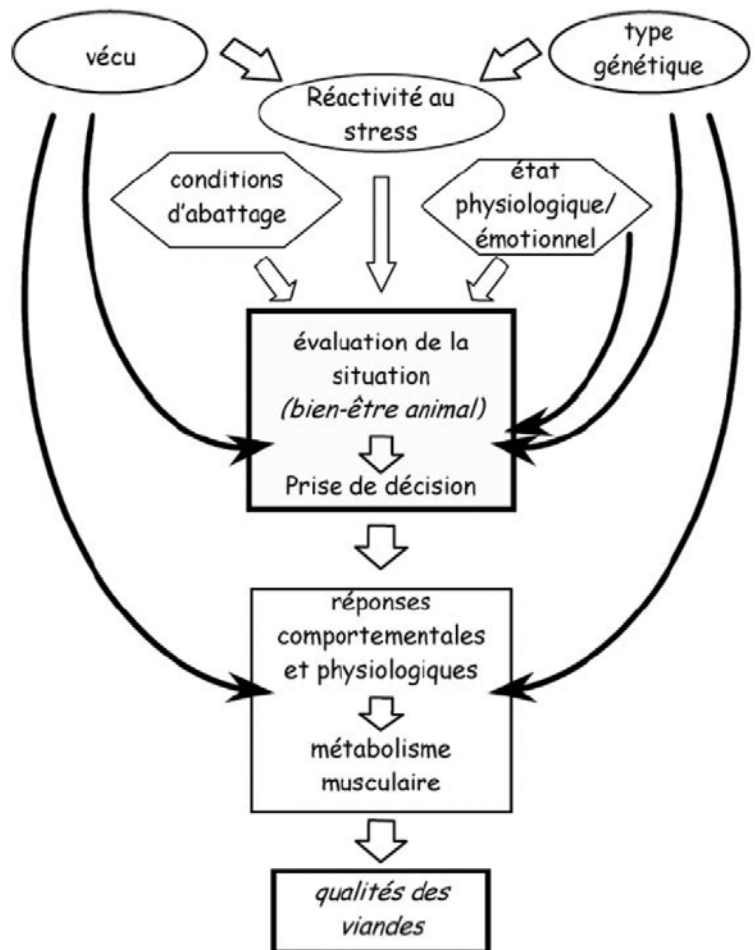 vécu
type
génétique
Réactivité au
stress
conditions
d'abattage
état
physiologique/
émotionnel
évaluation de la
situation
(bien-être animal)
Prise de décision
réponses
comportementales
et physiologiques
métabolisme
musculaire
qualités des
viandes